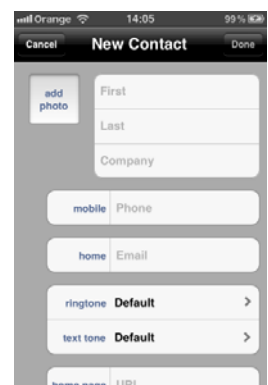 Orange 14:05 99%
Cancel New Contact Done
add
photo
First
Last
Company
mobile Phone
home Email
ringtone Default
text tone Default
home page URL